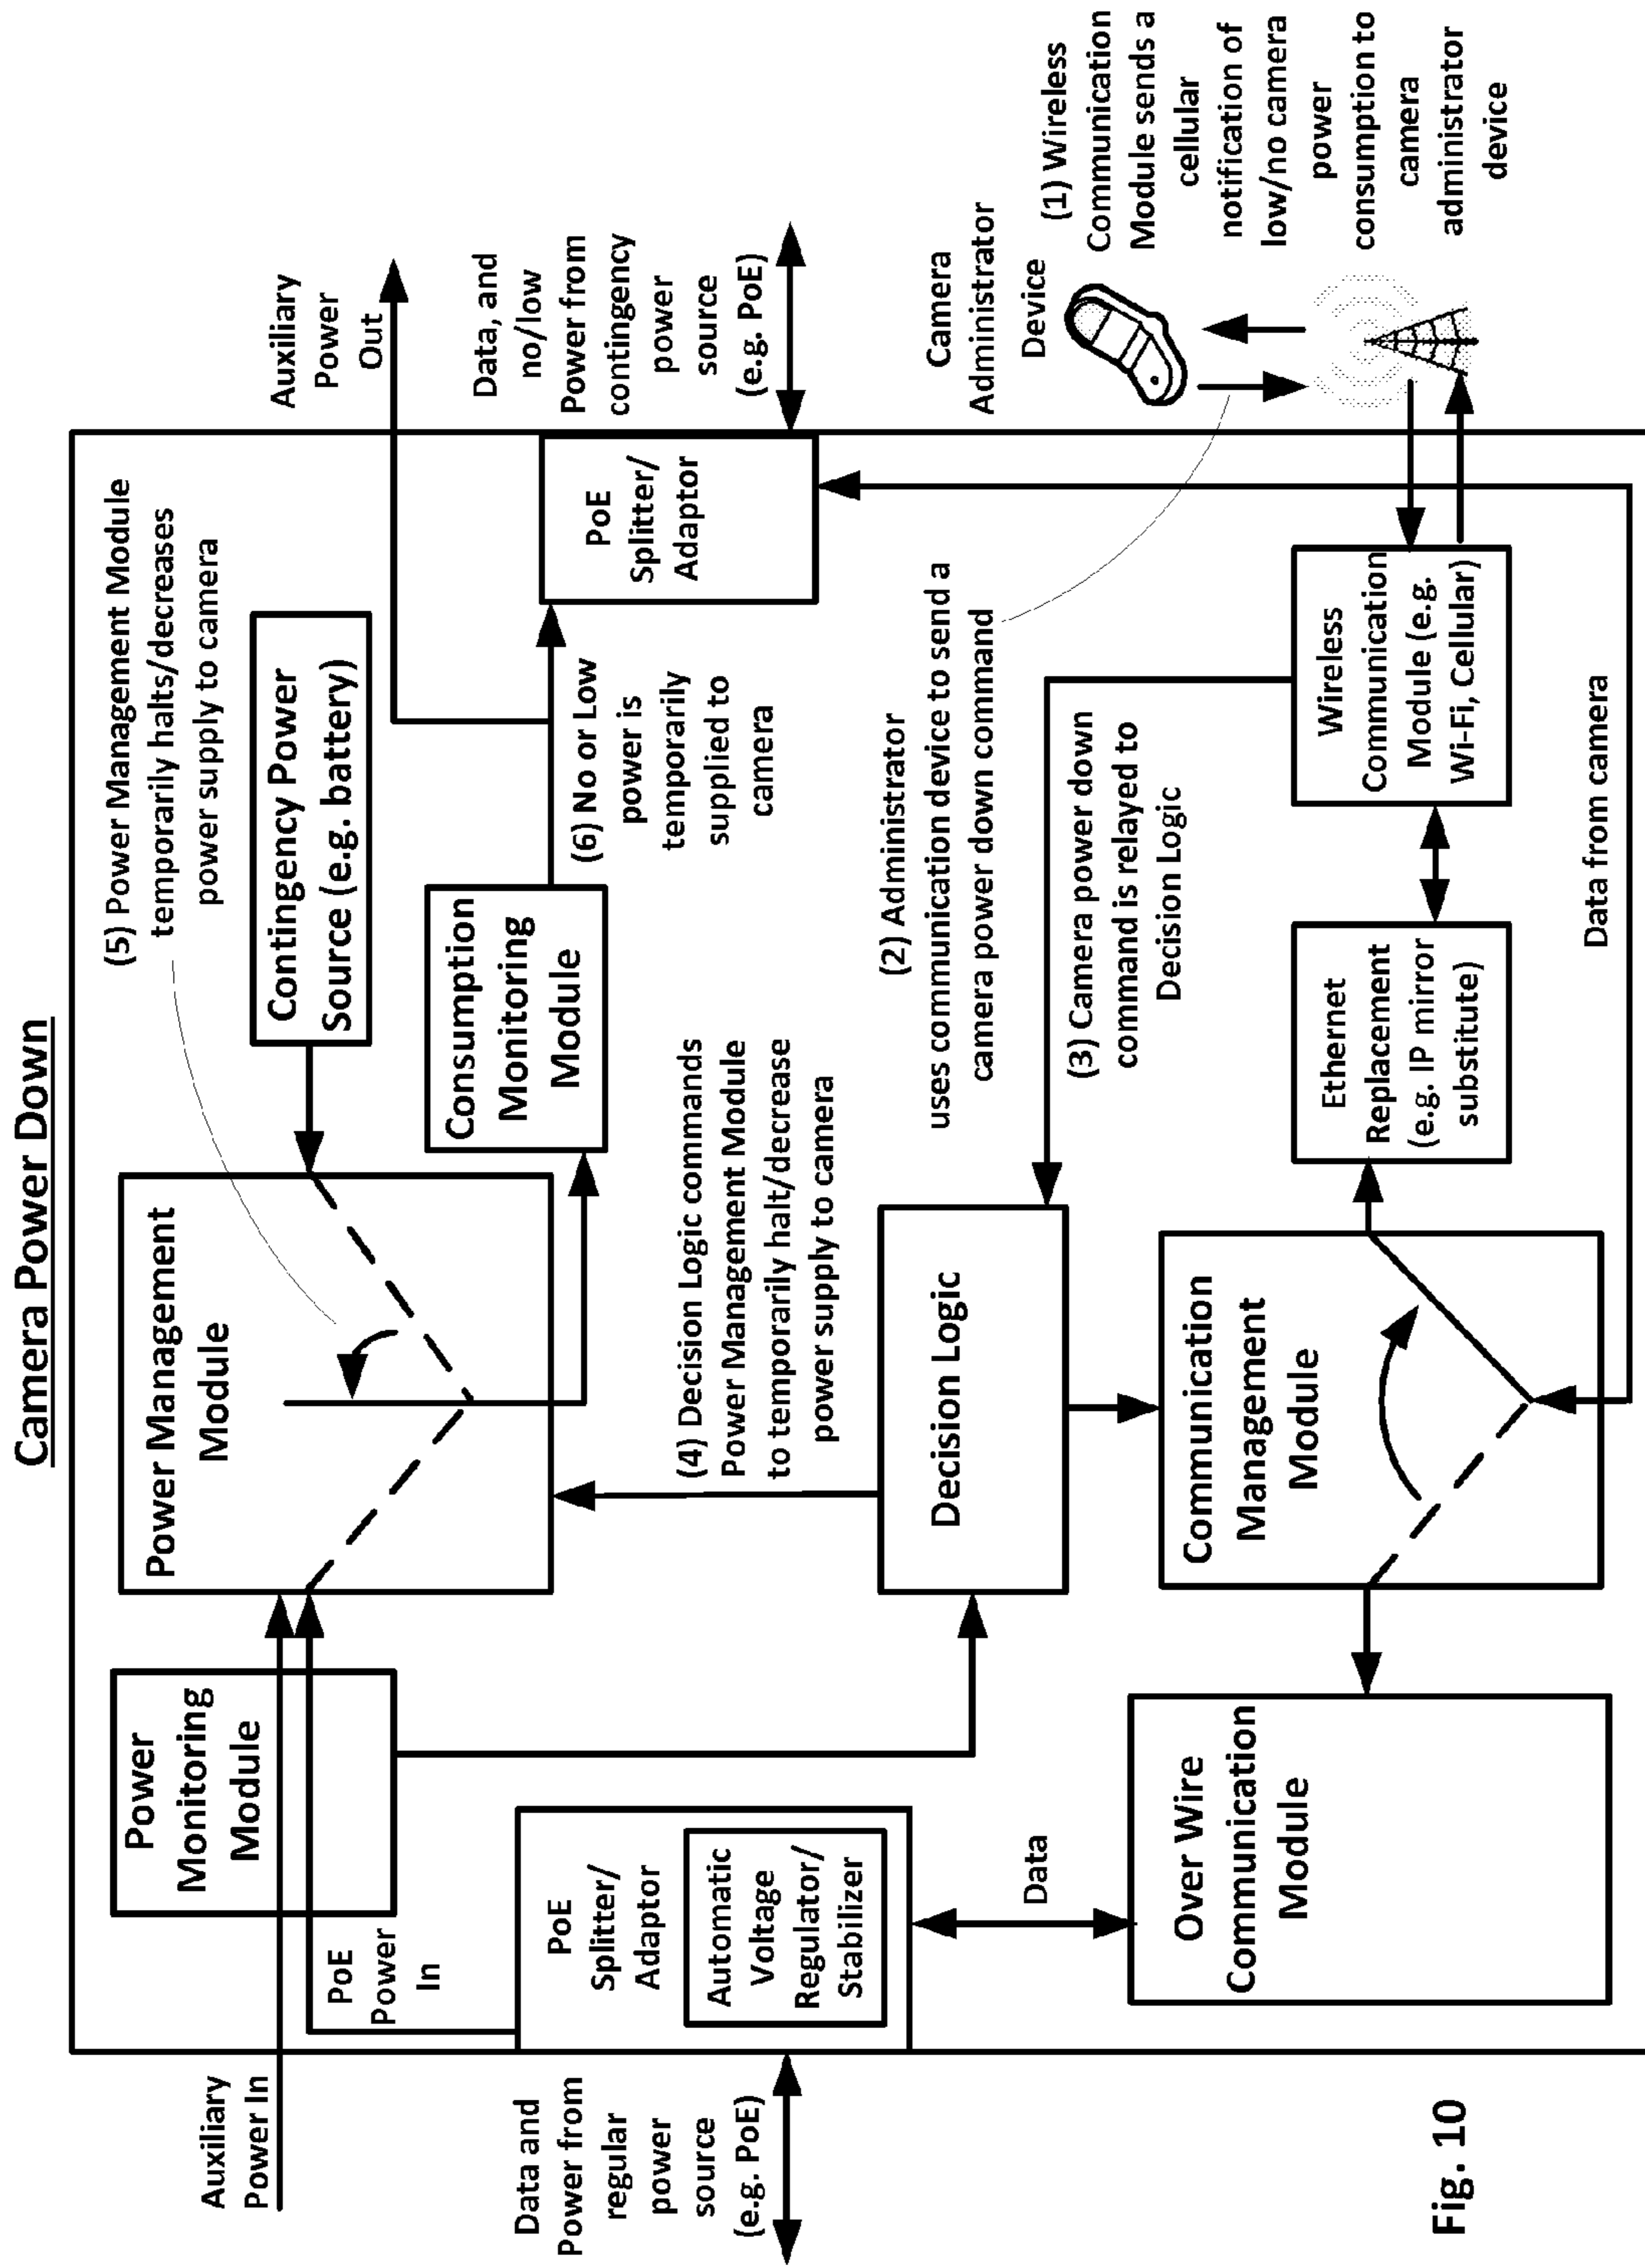 Camera Power Down
(5) Power Management Module
temporarily halts/decreases
power supply to camera
Auxiliary
Power In
Power
Monitoring
Module
Power Management
Module
Contingency Power
Source (e.g. battery)
Auxiliary
Power
Out
PoE
Power
In
Consumption
Monitoring
Module
Data and
Power from
regular
power
source
(e.g. PoE)
PoE
Splitter/
Adaptor
Automatic
Voltage
Regulator/
Stabilizer
(4) Decision Logic commands
Power Management Module
to temporarily halt/decrease
power supply to camera
(6) No or Low
power is
temporarily
supplied to
camera
PoE
Splitter/
Adaptor
Data, and
no/low
Power from
contingency
power
source
(e.g. PoE)
Decision Logic
(2) Administrator
uses communication device to send a
camera power down command
Camera
Administrator
Device
(1) Wireless
Communication
Module sends a
cellular
notification of
low/no camera
power
consumption to
camera
administrator
device
Data
(3) Camera power down
command is relayed to
Decision Logic
Over Wire
Communication
Module
Communication
Management
Module
Ethernet
Replacement
(e.g. IP mirror
substitute)
Wireless
Communication
Module (e.g.
Wi-Fi, Cellular)
Data from camera
Fig. 10